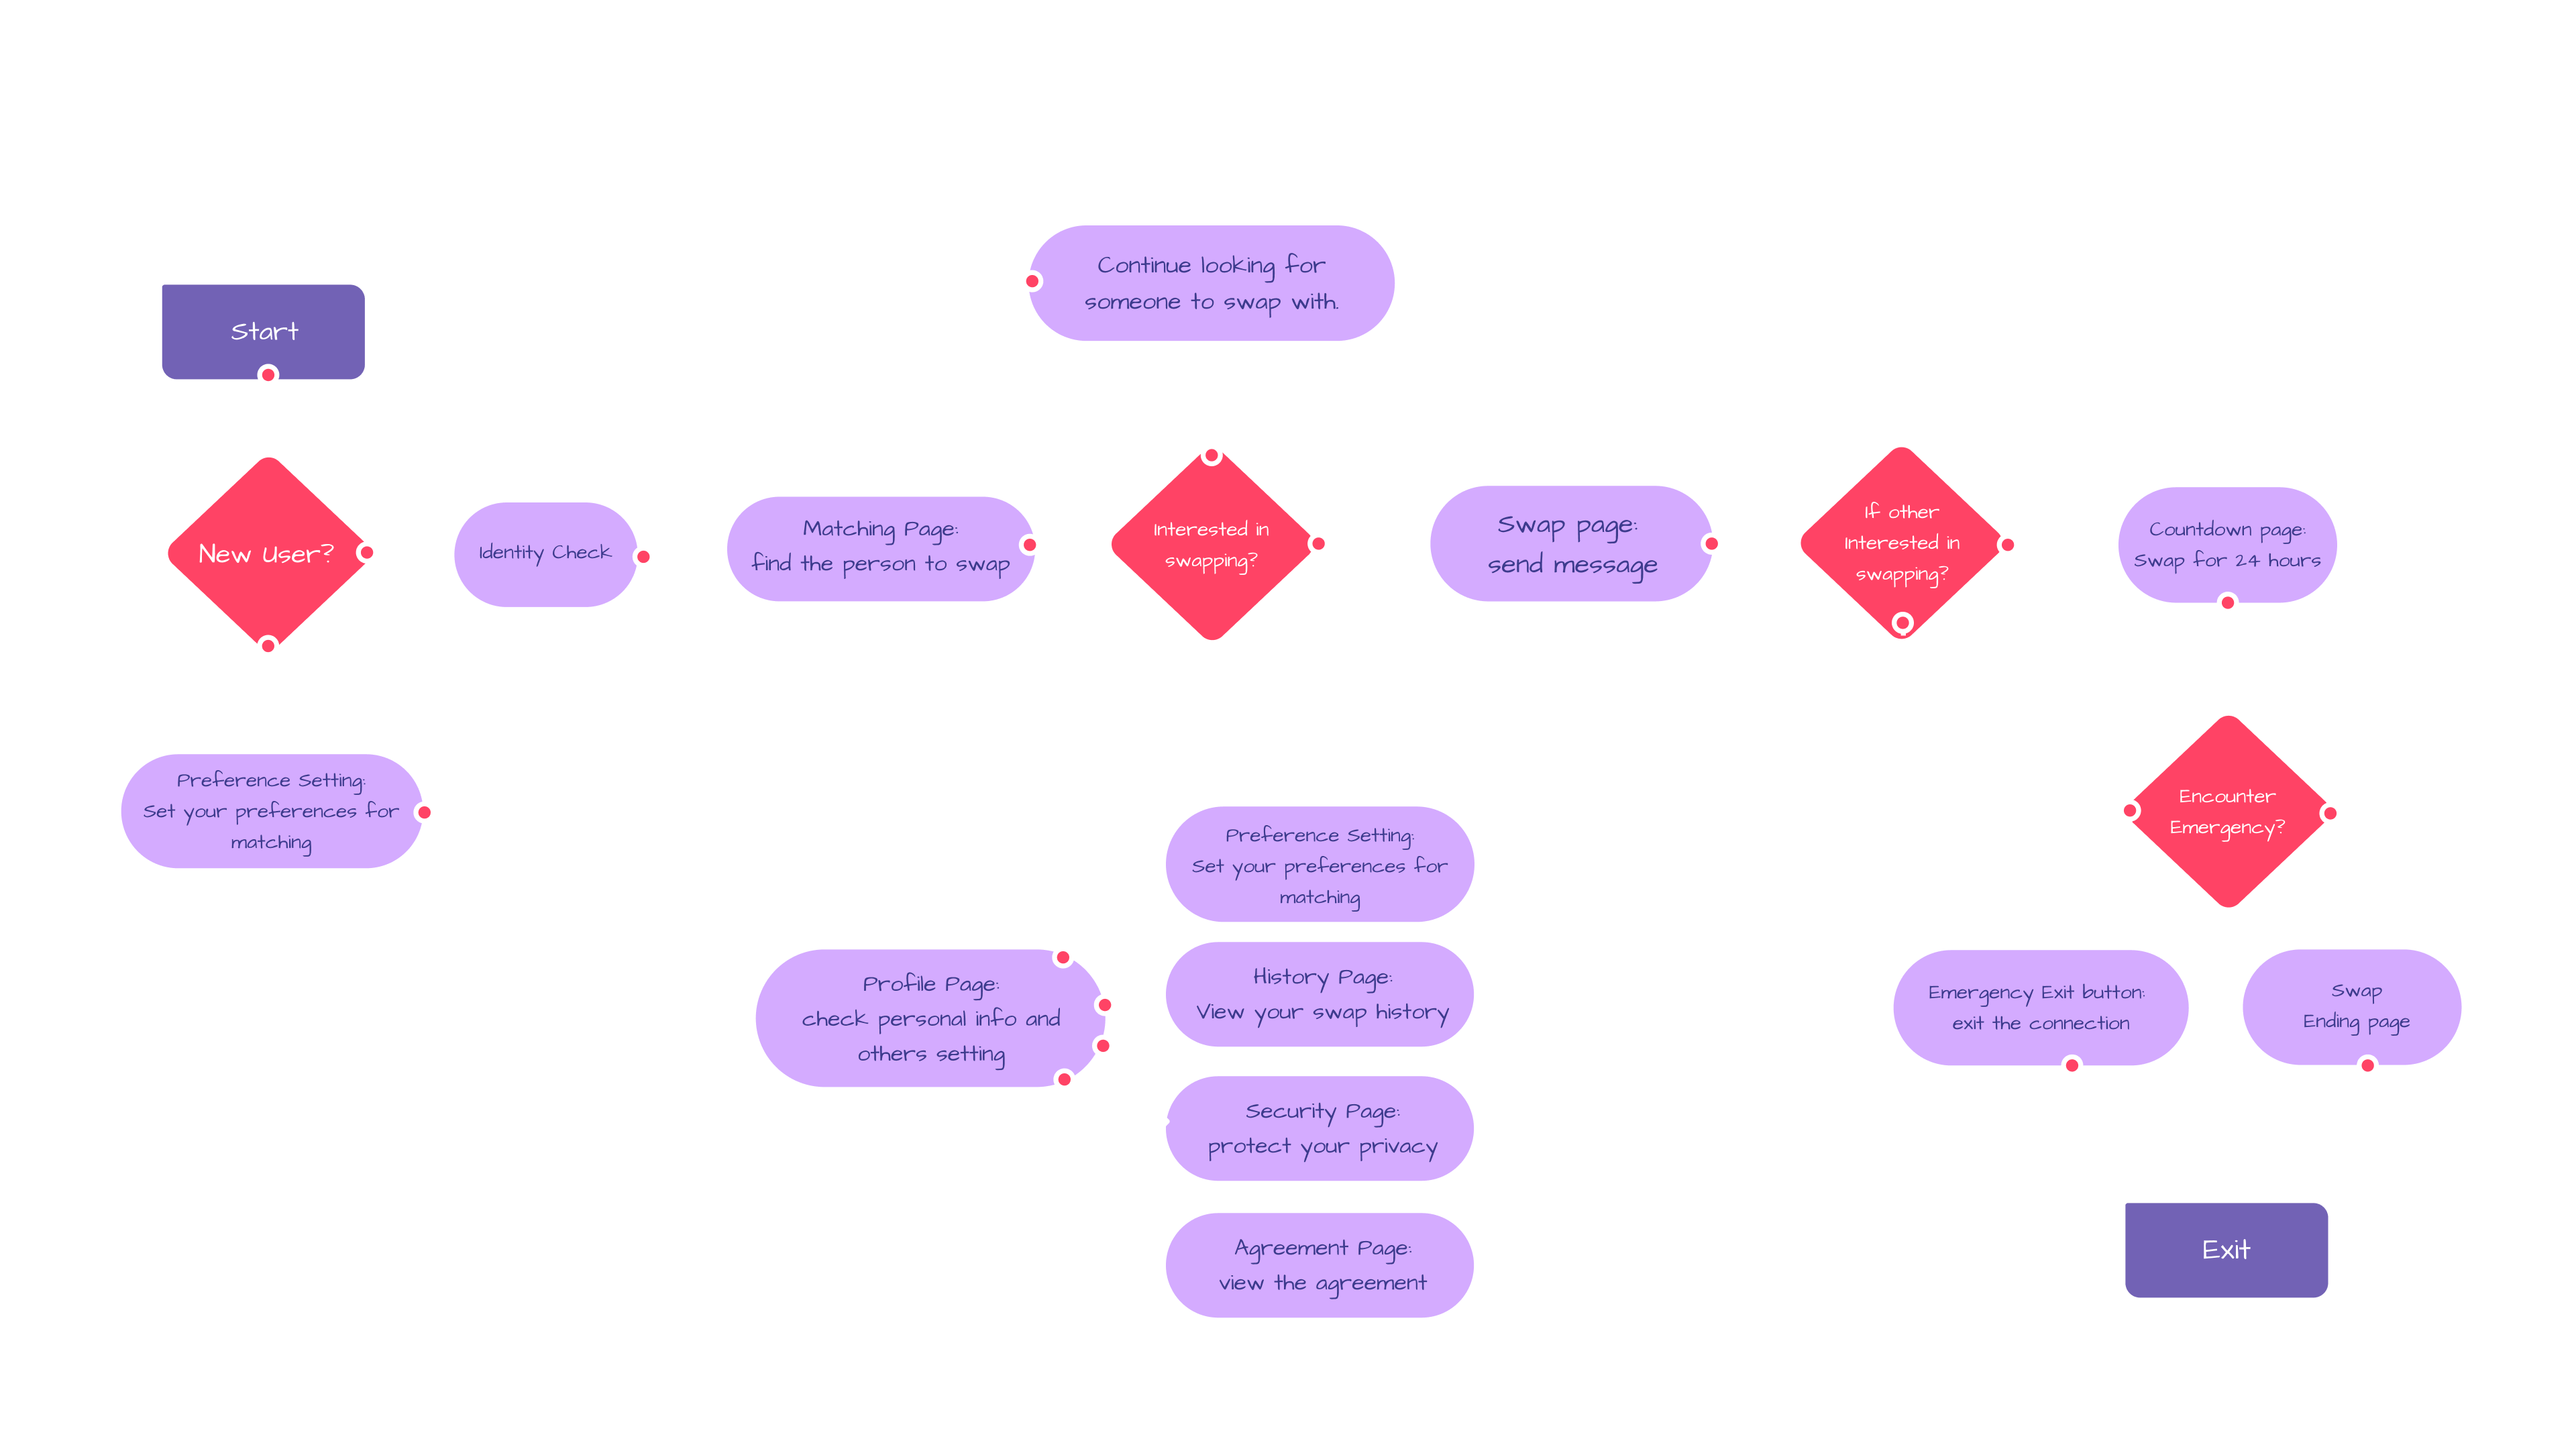 Continue looking for
someone to swap with.
Start
New User?
Identity Check
Matching Page:
find the person to swap
Interested in
swapping?
Swap page:
send message
If other
Interested in
swapping?
Countdown page:
Swap for 24 hours
Preference Setting:
Set your preferences for
matching
Encounter
Emergency?
Preference Setting:
Set your preferences for
matching
Profile Page:
check personal info and
others setting
History Page:
View your swap history
Security Page:
protect your privacy
Agreement Page:
view the agreement
Emergency Exit button:
exit the connection
Swap
Ending page
Exit